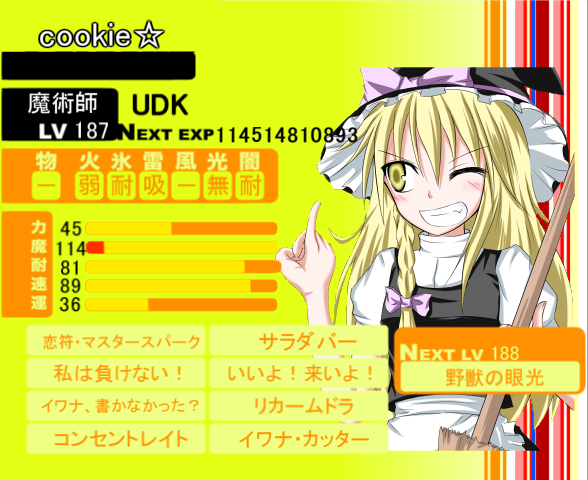 cookie☆
魔術師 UDK
LV 187 NEXT EXP 114514810893
物 火 氷 雷 風 光 闇
ー 弱 耐 吸 ー 無 耐
力 45
魔 114
耐 81
速 89
運 36
恋符・マスタースパーク サラダバー
私は負けない！ いいよ！来いよ！
イワナ、書かなかった？ リカームドラ
コンセントレイト イワナ・カッター
NEXT LV 188
野獣の眼光